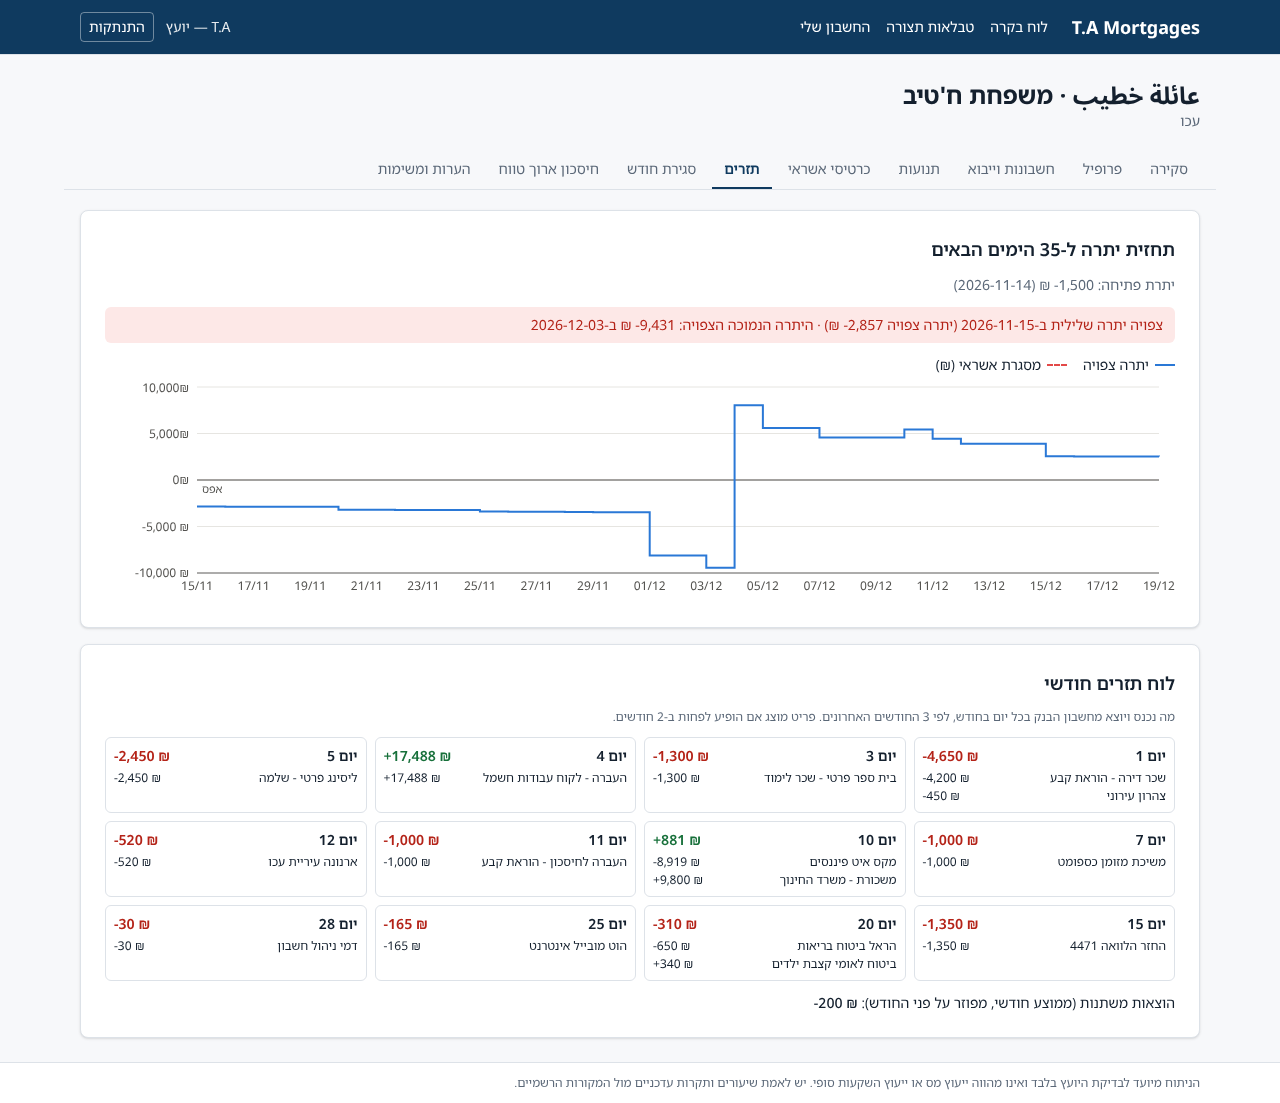 T.A Mortgages
לוח בקרה
טבלאות תצורה
החשבון שלי
T.A — יועץ
התנתקות
عائلة خطيب · משפחת ח'טיב
עכו
סקירה
פרופיל
חשבונות וייבוא
תנועות
כרטיסי אשראי
תזרים
סגירת חודש
חיסכון ארוך טווח
הערות ומשימות
תחזית יתרה ל-35 הימים הבאים
יתרת פתיחה: ‎-1,500 ₪ (2026-11-14)
צפויה יתרה שלילית ב-2026-11-15 (יתרה צפויה ‎-2,857 ₪) · היתרה הנמוכה הצפויה: ‎-9,431 ₪ ב-2026-12-03
יתרה צפויה
מסגרת אשראי (₪)
10,000₪
5,000₪
0₪
אפס
-5,000 ₪
-10,000 ₪
15/11 17/11 19/11 21/11 23/11 25/11 27/11 29/11 01/12 03/12 05/12 07/12 09/12 11/12 13/12 15/12 17/12 19/12
לוח תזרים חודשי
מה נכנס ויוצא מחשבון הבנק בכל יום בחודש, לפי 3 החודשים האחרונים. פריט מוצג אם הופיע לפחות ב-2 חודשים.
יום 1 -4,650 ₪
שכר דירה - הוראת קבע -4,200 ₪
צהרון עירוני -450 ₪
יום 3 -1,300 ₪
בית ספר פרטי - שכר לימוד -1,300 ₪
יום 4 +17,488 ₪
העברה - לקוח עבודות חשמל +17,488 ₪
יום 5 -2,450 ₪
ליסינג פרטי - שלמה -2,450 ₪
יום 7 -1,000 ₪
משיכת מזומן כספומט -1,000 ₪
יום 10 +881 ₪
מקס איט פיננסים -8,919 ₪
משכורת - משרד החינוך +9,800 ₪
יום 11 -1,000 ₪
העברה לחיסכון - הוראת קבע -1,000 ₪
יום 12 -520 ₪
ארנונה עיריית עכו -520 ₪
יום 15 -1,350 ₪
החזר הלוואה 4471 -1,350 ₪
יום 20 -310 ₪
הראל ביטוח בריאות -650 ₪
ביטוח לאומי קצבת ילדים +340 ₪
יום 25 -165 ₪
הוט מובייל אינטרנט -165 ₪
יום 28 -30 ₪
דמי ניהול חשבון -30 ₪
הוצאות משתנות (ממוצע חודשי, מפוזר על פני החודש): -200 ₪
הניתוח מיועד לבדיקת היועץ בלבד ואינו מהווה ייעוץ מס או ייעוץ השקעות סופי. יש לאמת שיעורים ותקרות עדכניים מול המקורות הרשמיים.